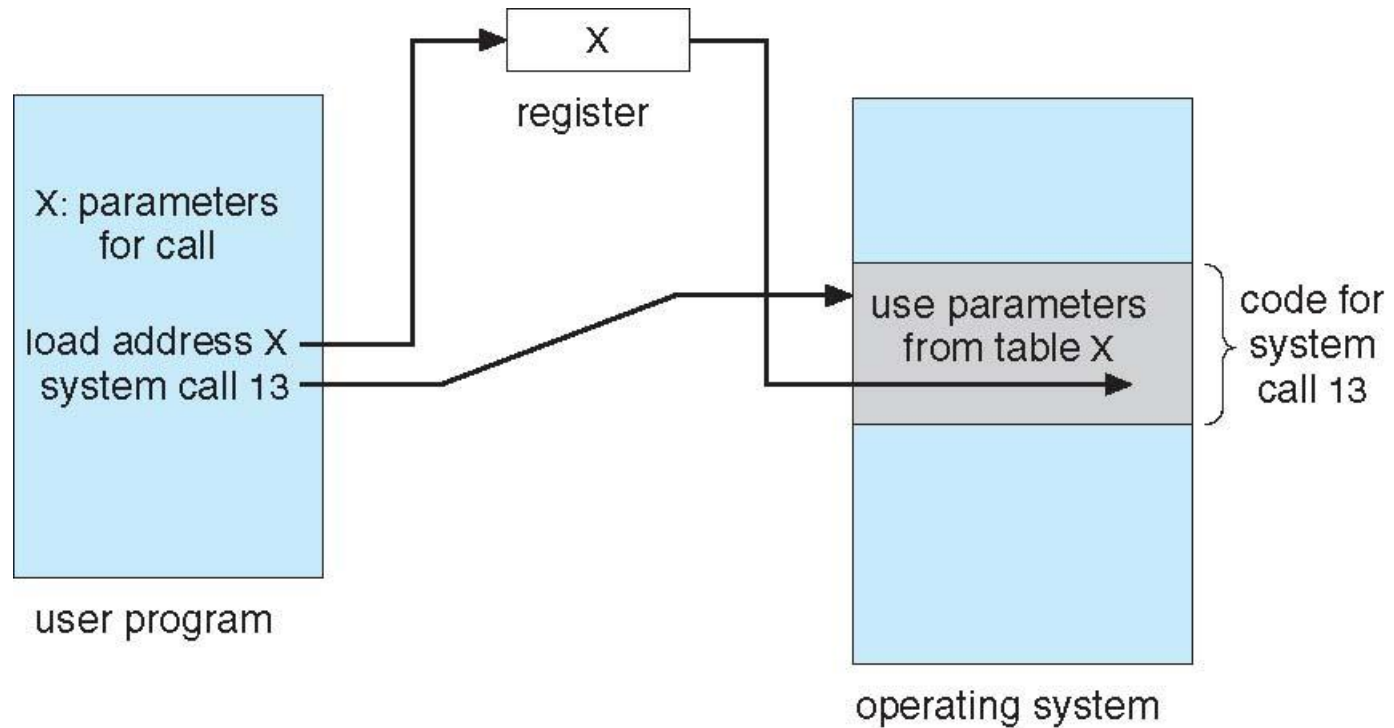 X
register
X: parameters
for call
load address X
system call 13
user program
use parameters
from table X
code for
system
call 13
operating system